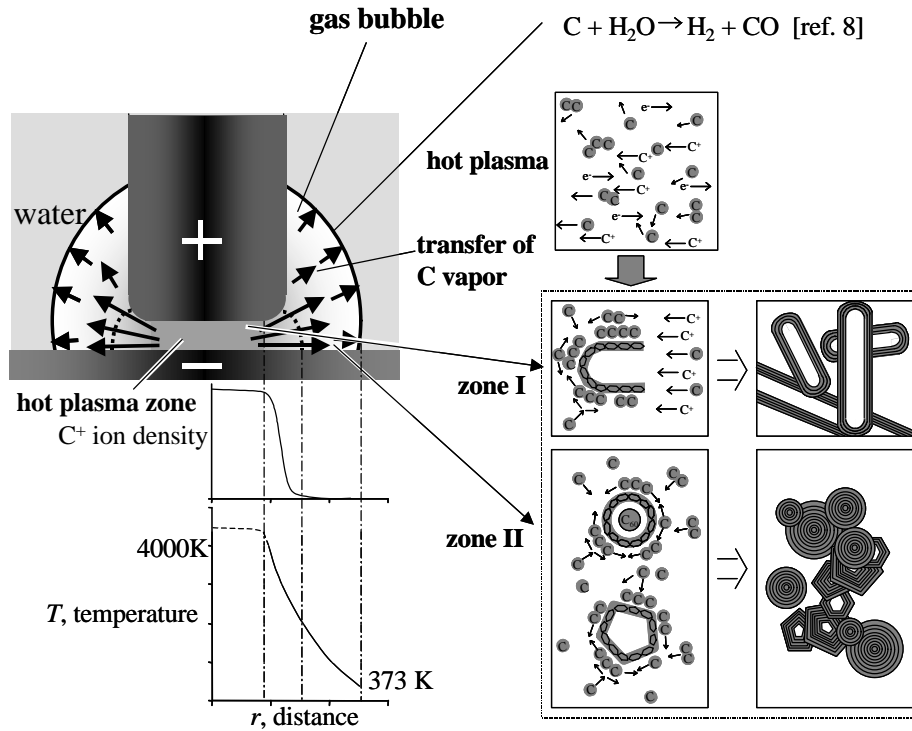 gas bubble
C + H₂O→H₂ + CO [ref. 8]
water
+
−
transfer of
C vapor
hot plasma
C C
e⁻
C
C
C C
C
C
C⁺
C⁺
C
e⁻
C
C⁺
C
C
C
e⁻
C
C
e⁻
C
C
C⁺
C
C⁺
zone I
C C
C C C C
C⁺
C
C⁺
C
C⁺
C
C⁺
C C
hot plasma zone
C⁺ ion density
zone II
C₆₀
C
4000K
T, temperature
373 K
r, distance